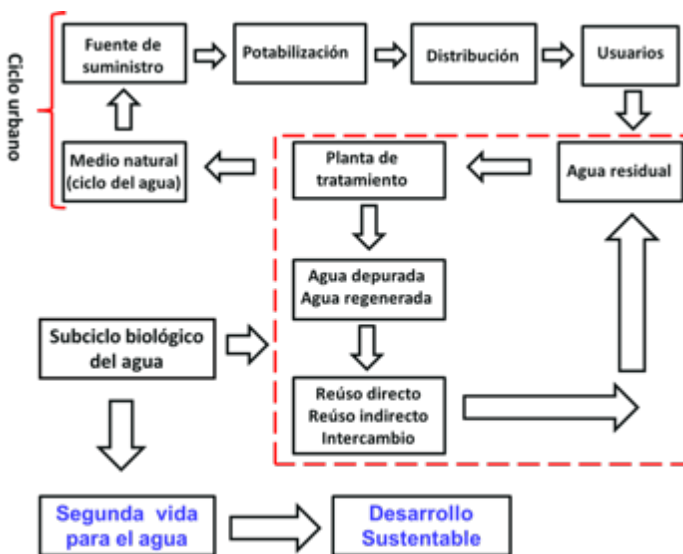 Ciclo urbano
Fuente de
suministro
Potabilización
Distribución
Usuarios
Medio natural
(ciclo del agua)
Planta de
tratamiento
Agua residual
Agua depurada
Agua regenerada
Subciclo biológico
del agua
Reúso directo
Reúso indirecto
Intercambio
Segunda vida
para el agua
Desarrollo
Sustentable